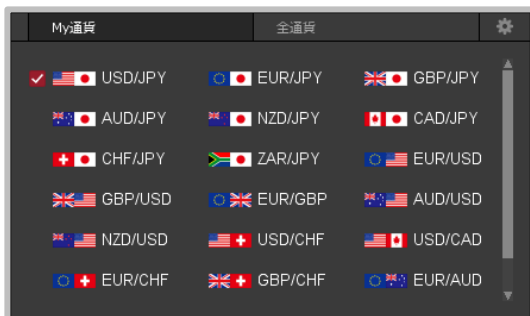 My通貨 全通貨
USD/JPY EUR/JPY GBP/JPY
AUD/JPY NZD/JPY CAD/JPY
CHF/JPY ZAR/JPY EUR/USD
GBP/USD EUR/GBP AUD/USD
NZD/USD USD/CHF USD/CAD
EUR/CHF GBP/CHF EUR/AUD